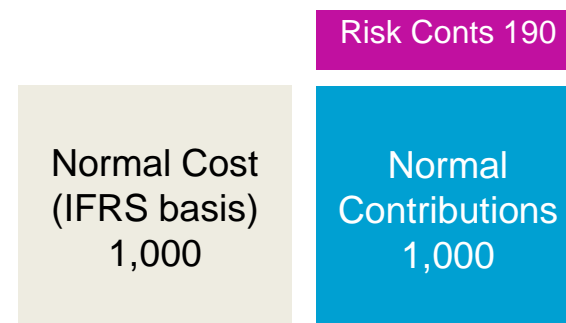 Risk Conts 190
Normal Cost
(IFRS basis)
1,000
Normal
Contributions
1,000